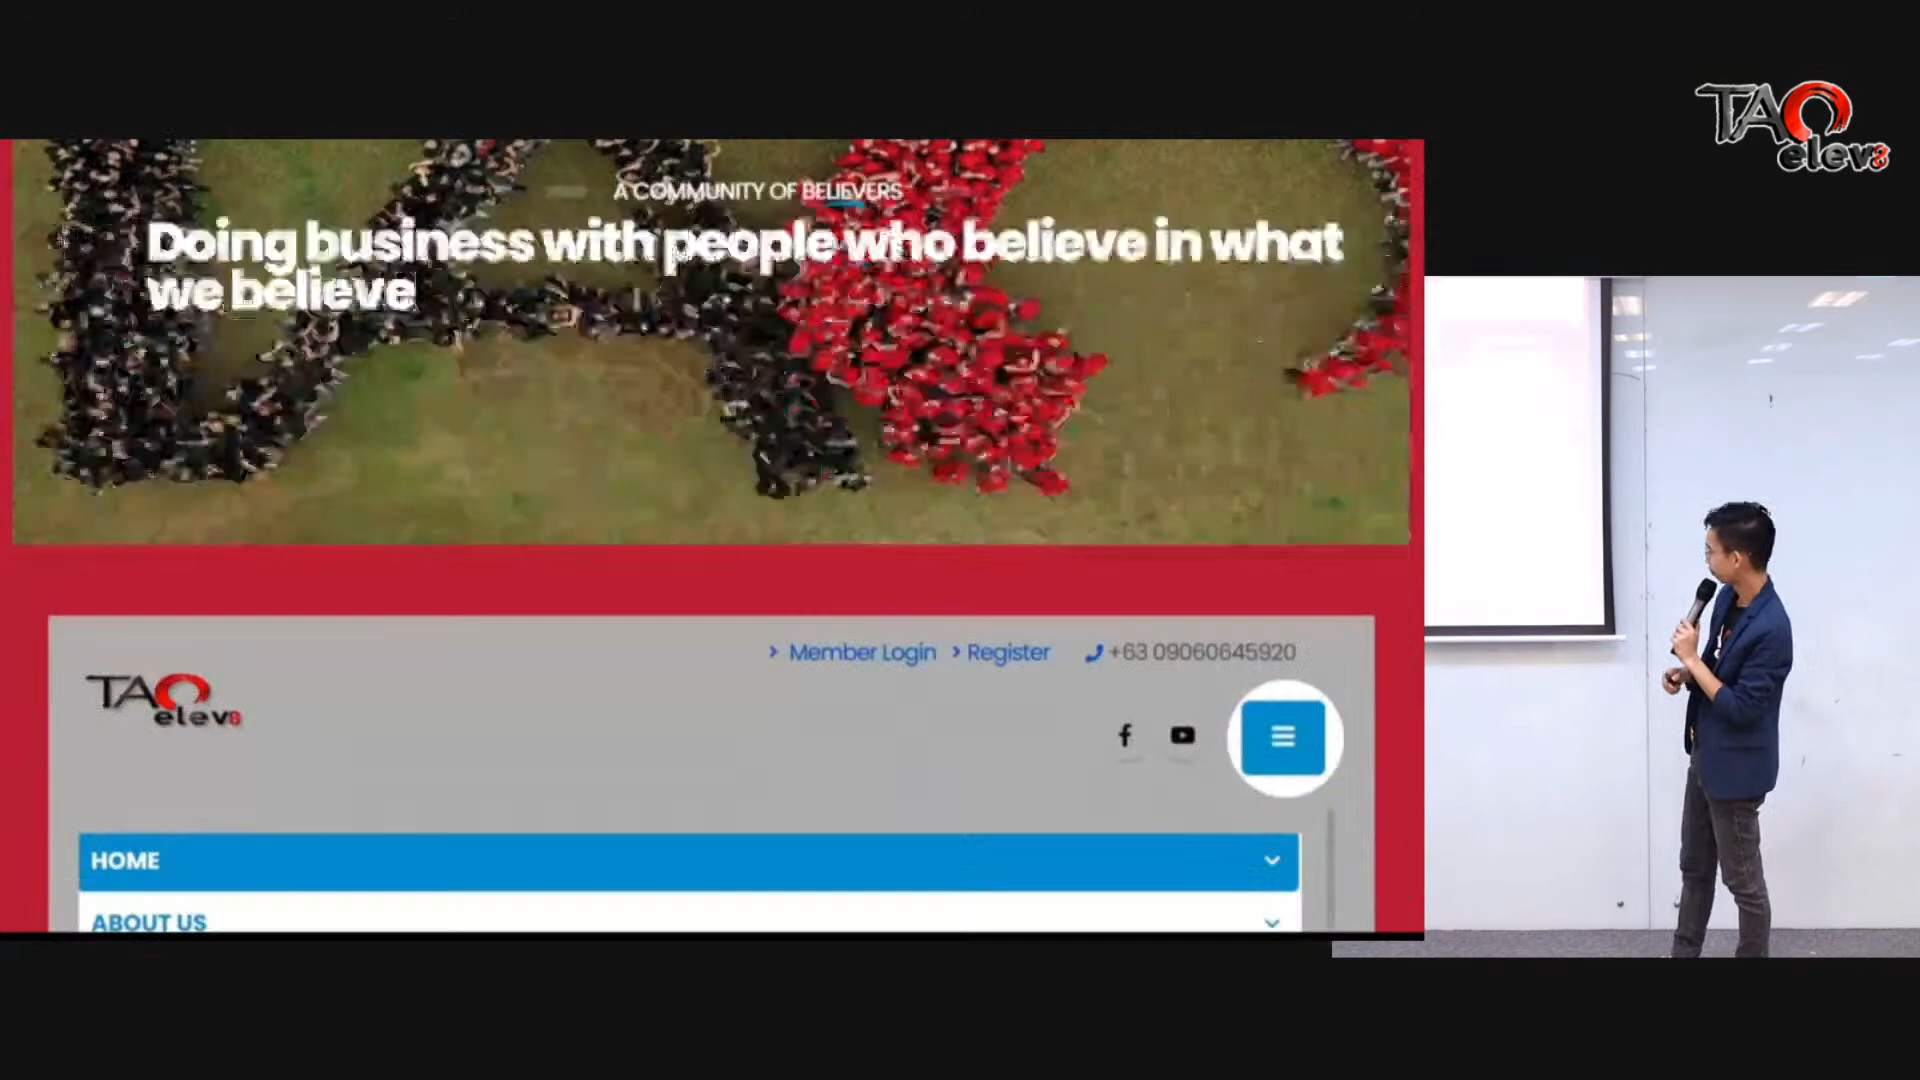 TAO
elev8
A COMMUNITY OF BELIEVERS
Doing business with people who believe in what
we believe
Member Login
Register
+63 09060645920
TAO
elev8
HOME
ABOUT US